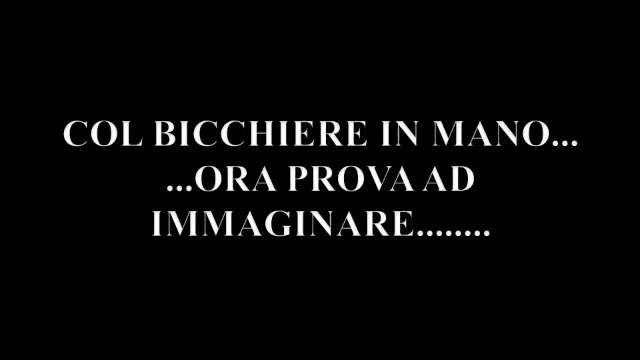 COL BICCHIERE IN MANO...
...ORA PROVA AD
IMMAGINARE........